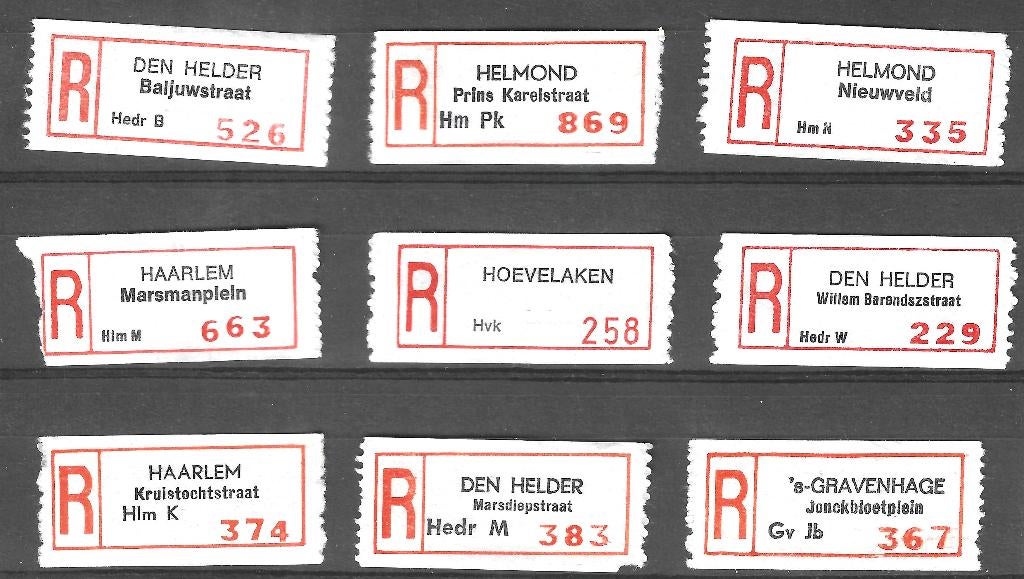 R DEN HELDER
Baljuwstraat
Hedr B 526
R HELMOND
Prins Karelstraat
Hm Pk 869
R HELMOND
Nieuwveld
Hm N 335
R HAARLEM
Marsmanplein
Hlm M 663
R HOEVELAKEN
Hvk 258
R DEN HELDER
Willem Barendszstraat
Hedr W 229
R HAARLEM
Kruistochtstraat
Hlm K 374
R DEN HELDER
Marsdiepstraat
Hedr M 383
R 's-GRAVENHAGE
Jonckbloetplein
Gv Jb 367